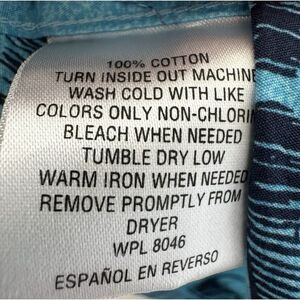 100% COTTON
TURN INSIDE OUT MACHINE
WASH COLD WITH LIKE
COLORS ONLY NON-CHLORIN
BLEACH WHEN NEEDED
TUMBLE DRY LOW
WARM IRON WHEN NEEDED
REMOVE PROMPTLY FROM
DRYER
WPL 8046
ESPAÑOL EN REVERSO